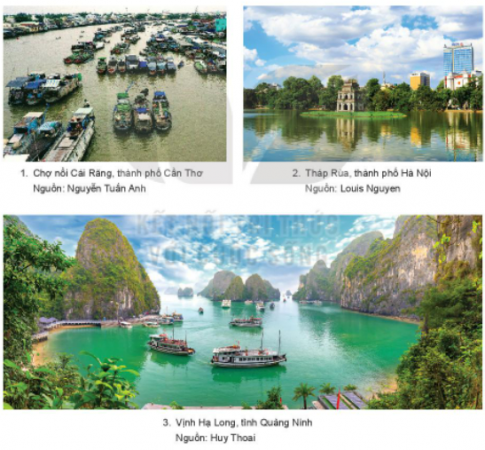 1. Chợ nổi Cái Răng, thành phố Cần Thơ
Nguồn: Nguyễn Tuấn Anh
2. Tháp Rùa, thành phố Hà Nội
Nguồn: Louis Nguyen
3. Vịnh Hạ Long, tỉnh Quảng Ninh
Nguồn: Huy Thoai